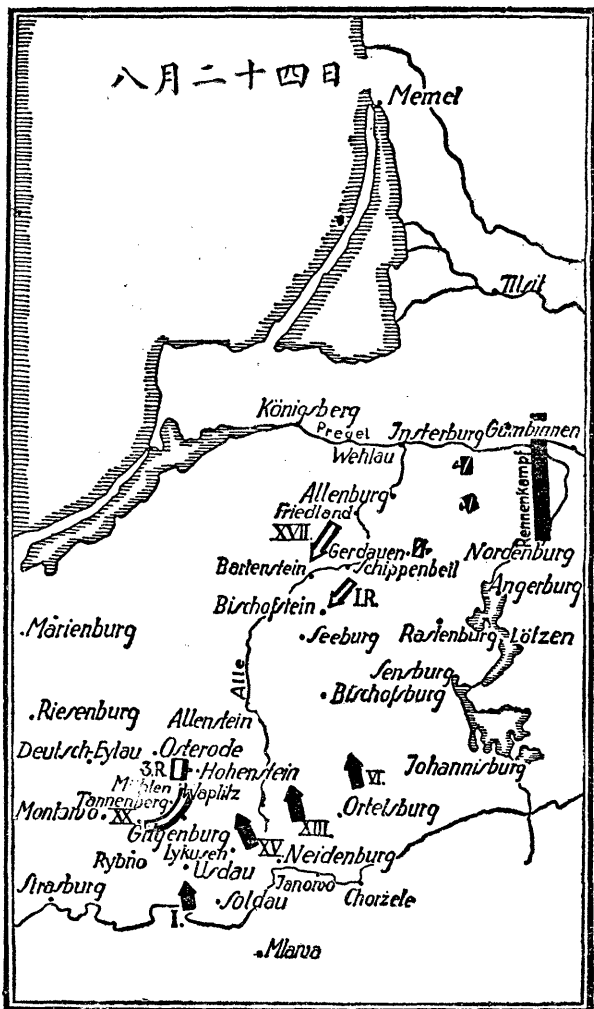 八月二十四日
Memel
Tilsit
Königsberg
Pregel
Insterburg
Gumbinnen
Wehlau
Rennenkampf
Allenburg
Friedland
XVII.
Gerdauen
Nordenburg
Bartenstein
Schippenbeil
Angerburg
I.R.
Bischofstein
Marienburg
Seeburg
Rastenburg
Lötzen
Alle
Sensburg
Bischofsburg
Riesenburg
Allenstein
Deutsch-Eylau
Osterode
3.R.
Hohenstein
VI.
Johannisburg
Mühlen
Waplitz
Tannenberg
Montowo
XX.
XIII.
Ortelsburg
Gilgenburg
XV.
Rybno
Lykusen
Neidenburg
Usdau
Janowo
Strasburg
Chorzele
Soldau
I.
Mlawa